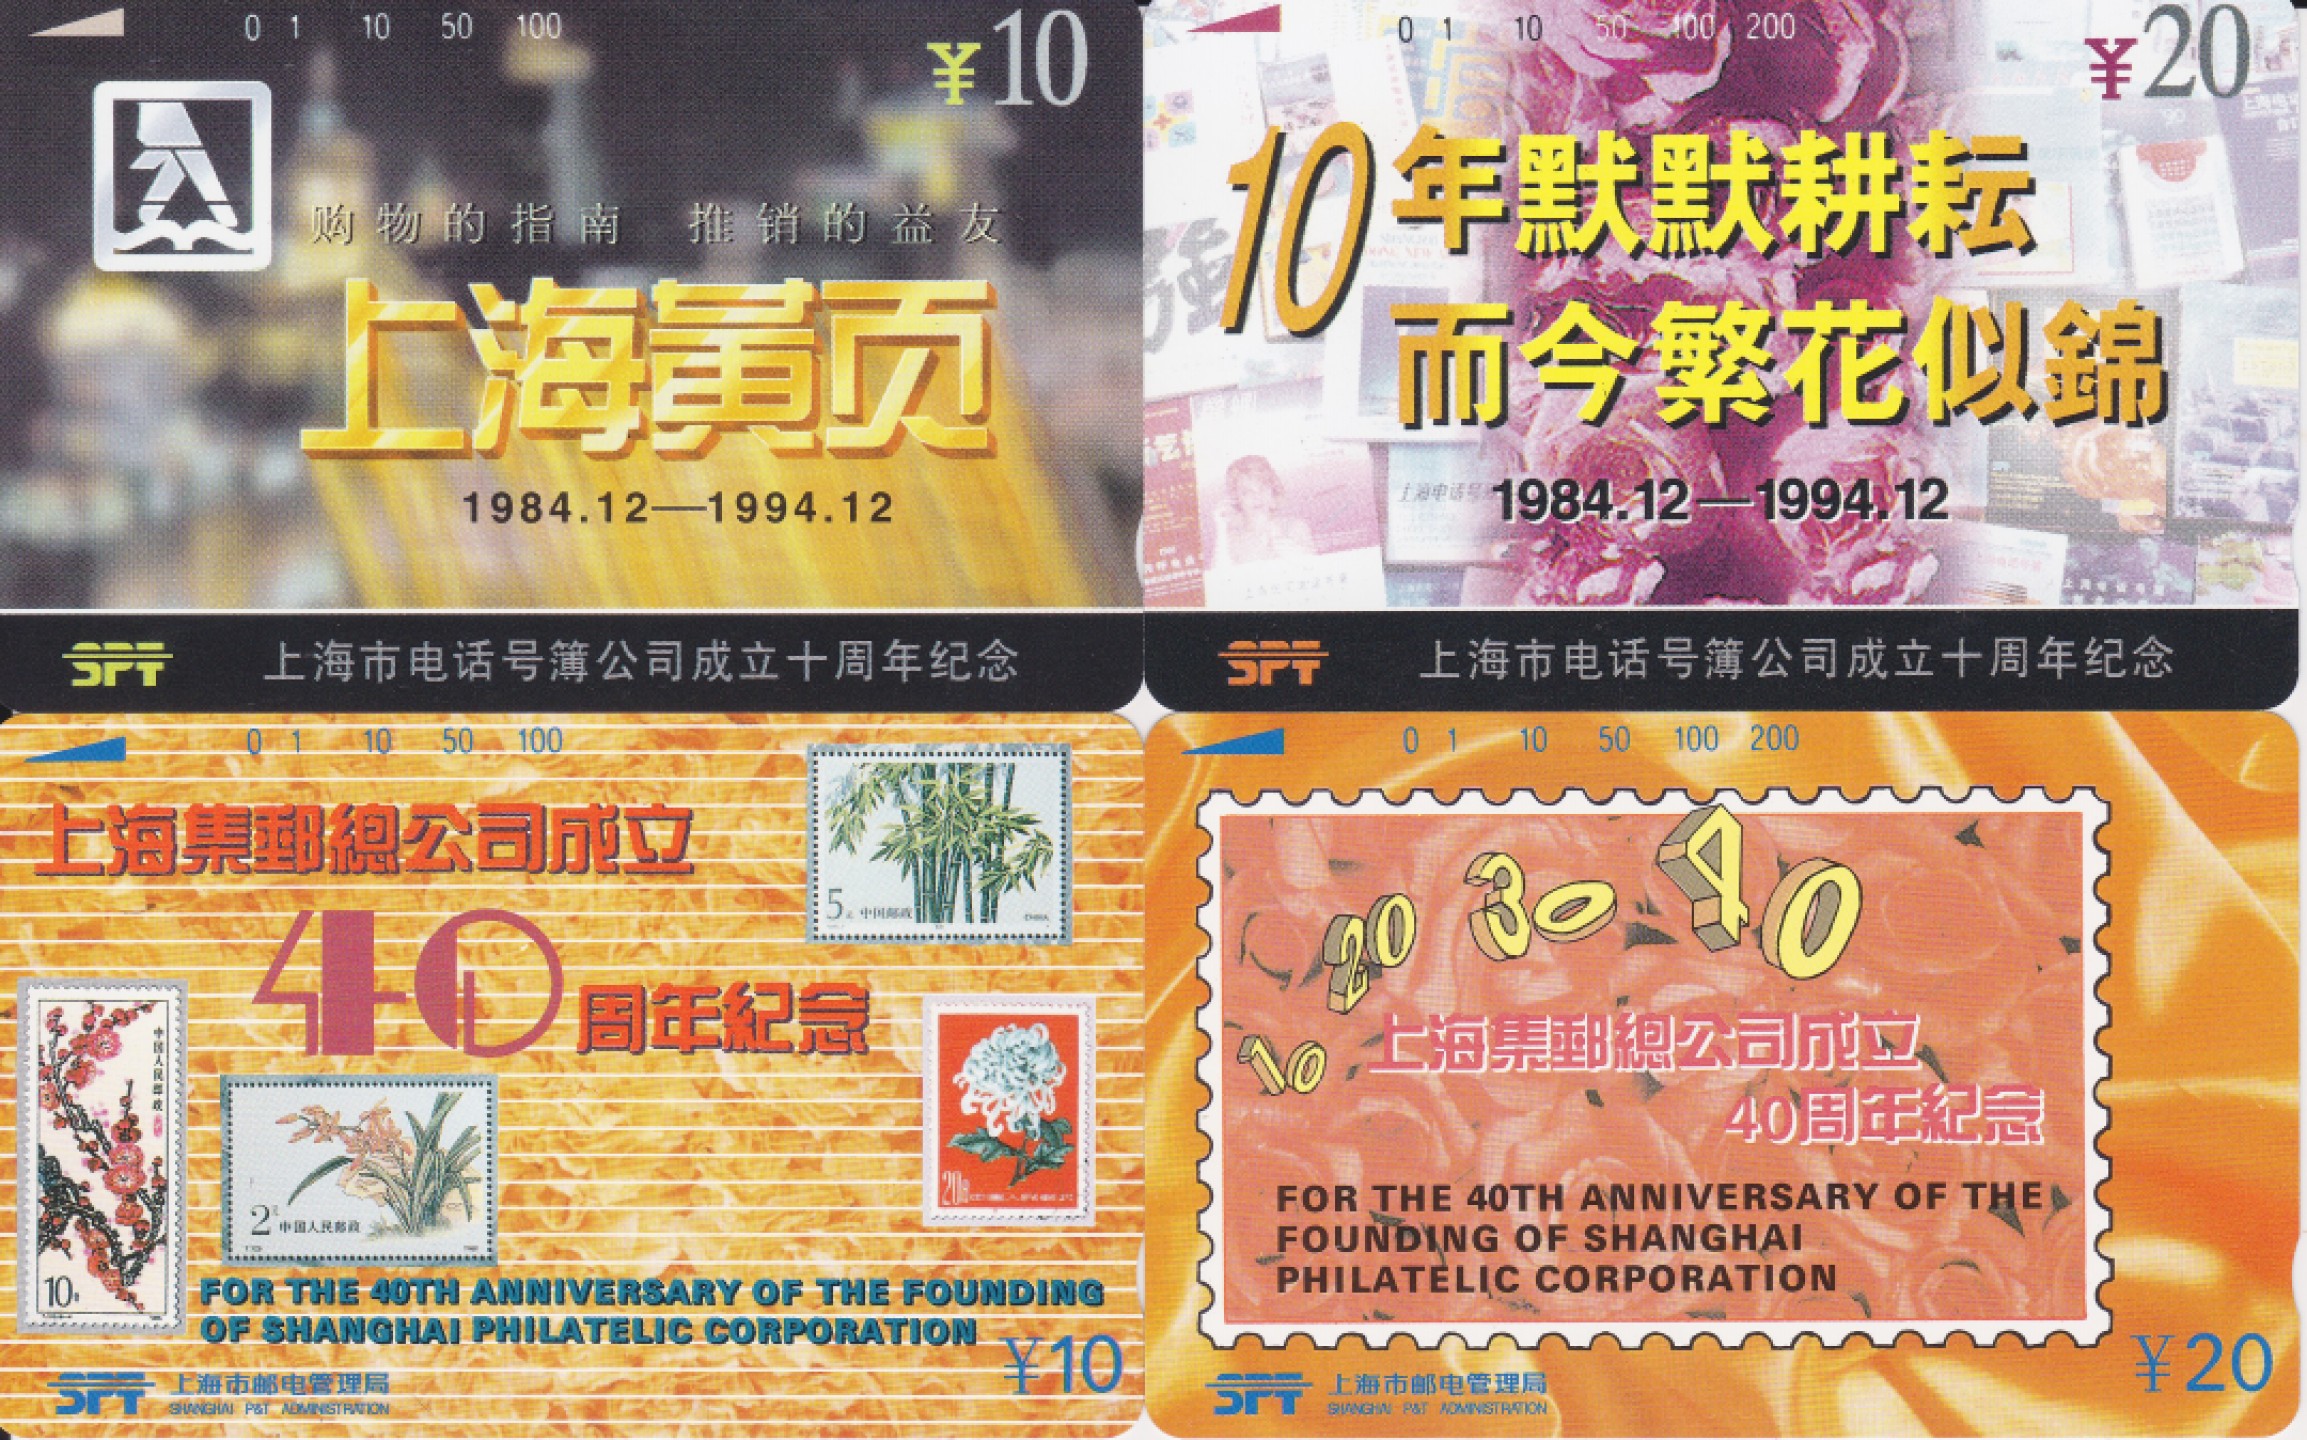 0 1 10 50 100
¥10
购物的指南 推销的益友
上海黄页
1984.12—1994.12
SPT 上海市电话号簿公司成立十周年纪念
0 1 10 50 100 200
¥20
10年默默耕耘
而今繁花似錦
1984.12—1994.12
SPT 上海市电话号簿公司成立十周年纪念
0 1 10 50 100
上海集郵總公司成立
40周年紀念
5元 中国邮政
CHINA
中国人民邮政
10分
2元 中国人民邮政
20分
FOR THE 40TH ANNIVERSARY OF THE FOUNDING
OF SHANGHAI PHILATELIC CORPORATION
¥10
SPT 上海市邮电管理局
SHANGHAI P&T ADMINISTRATION
0 1 10 50 100 200
10 20 30 40
上海集郵總公司成立
40周年紀念
FOR THE 40TH ANNIVERSARY OF THE
FOUNDING OF SHANGHAI
PHILATELIC CORPORATION
¥20
SPT 上海市邮电管理局
SHANGHAI P&T ADMINISTRATION